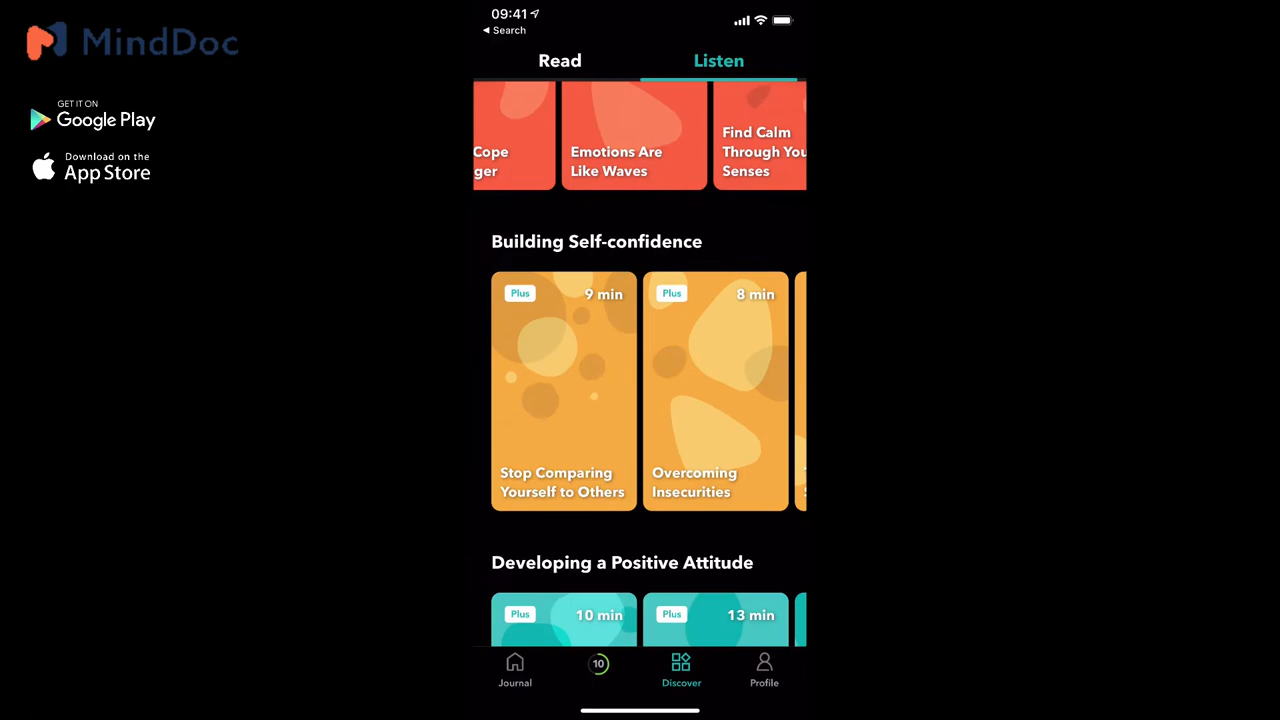 MindDoc
GET IT ON
Google Play
Download on the
App Store
09:41
Search
Read
Listen
Cope
ger
Emotions Are
Like Waves
Find Calm
Through You
Senses
Building Self-confidence
Plus
9 min
Stop Comparing
Yourself to Others
Plus
8 min
Overcoming
Insecurities
Developing a Positive Attitude
Plus
10 min
Plus
13 min
Journal
10
Discover
Profile